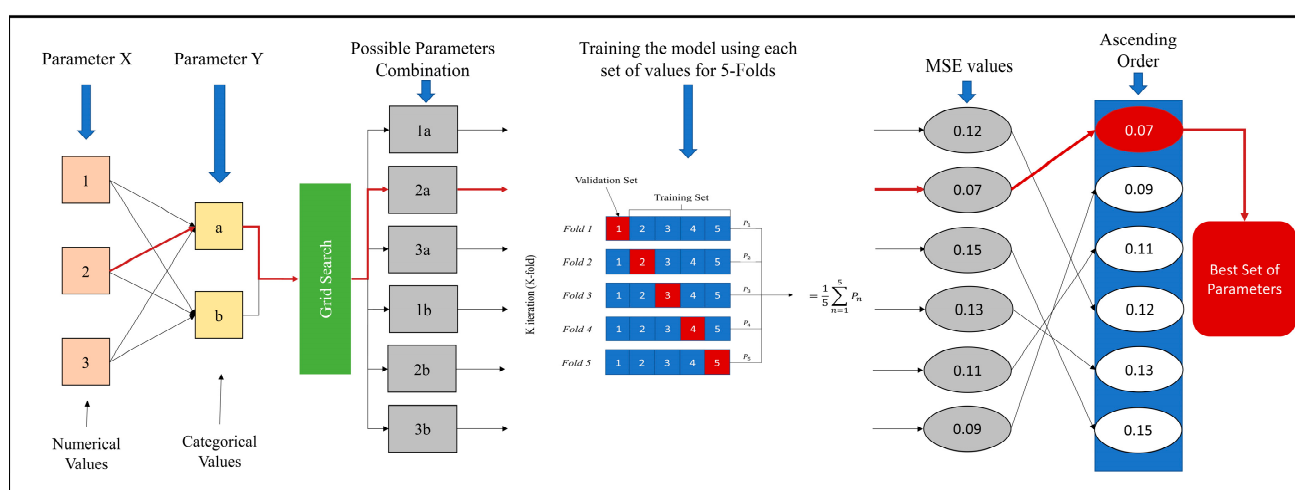 Parameter X
Parameter Y
Possible Parameters
Combination
Training the model using each
set of values for 5-Folds
MSE values
Ascending
Order
1
2
3
a
b
Numerical
Values
Categorical
Values
Grid Search
1a
2a
3a
1b
2b
3b
K iteration (K-fold)
Validation Set
Training Set
Fold 1 1 2 3 4 5 P₁
Fold 2 1 2 3 4 5
Fold 3 1 2 3 4 5
Fold 4 1 2 3 4 5 P₄
Fold 5 1 2 3 4 5 P₅
= 1/5 ∑ₙ₌₁⁵ Pₙ
0.12
0.07
0.15
0.13
0.11
0.09
0.07
0.09
0.11
0.12
0.13
0.15
Best Set of
Parameters